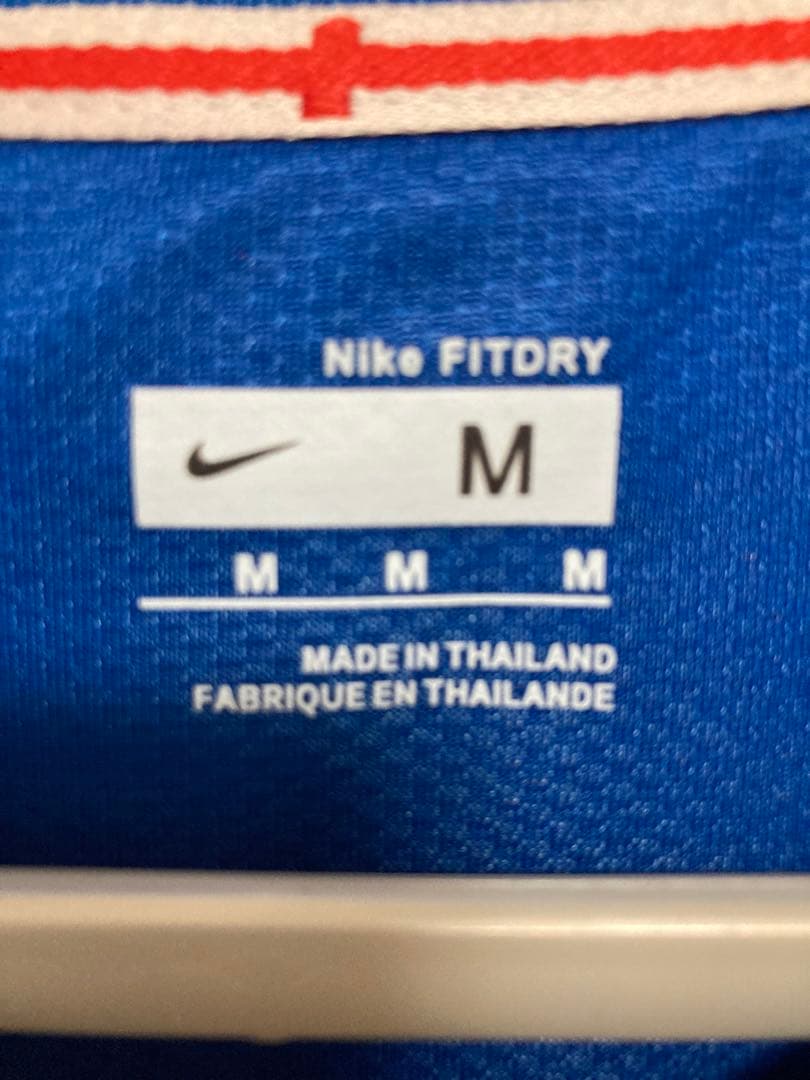 Nike FITDRY
M
M M M
MADE IN THAILAND
FABRIQUE EN THAILANDE